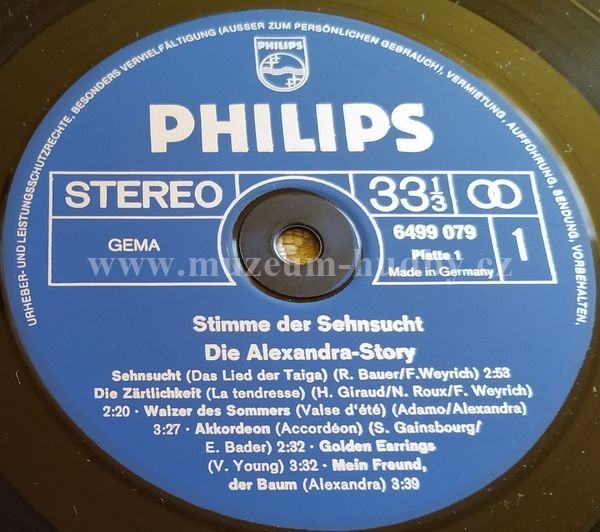 URHEBER- UND LEISTUNGSSCHUTZRECHTE, BESONDERS VERVIELFÄLTIGUNG (AUSSER ZUM PERSÖNLICHEN GEBRAUCH), VERMIETUNG, AUFFÜHRUNG, SENDUNG, VORBEHALTEN.
PHILIPS
PHILIPS
STEREO
33⅓
GEMA
6499 079
Platte 1
Made in Germany
1
www.muzeum-hudby.cz
Stimme der Sehnsucht
Die Alexandra-Story
Sehnsucht (Das Lied der Taiga) (R. Bauer/F.Weyrich) 2:53
Die Zärtlichkeit (La tendresse) (H. Giraud/N. Roux/F. Weyrich)
2:20 · Walzer des Sommers (Valse d'été) (Adamo/Alexandra)
3:27 · Akkordeon (Accordéon) (S. Gainsbourg/
E. Bader) 2:32 · Golden Earrings
(V. Young) 3:32 · Mein Freund,
der Baum (Alexandra) 3:39